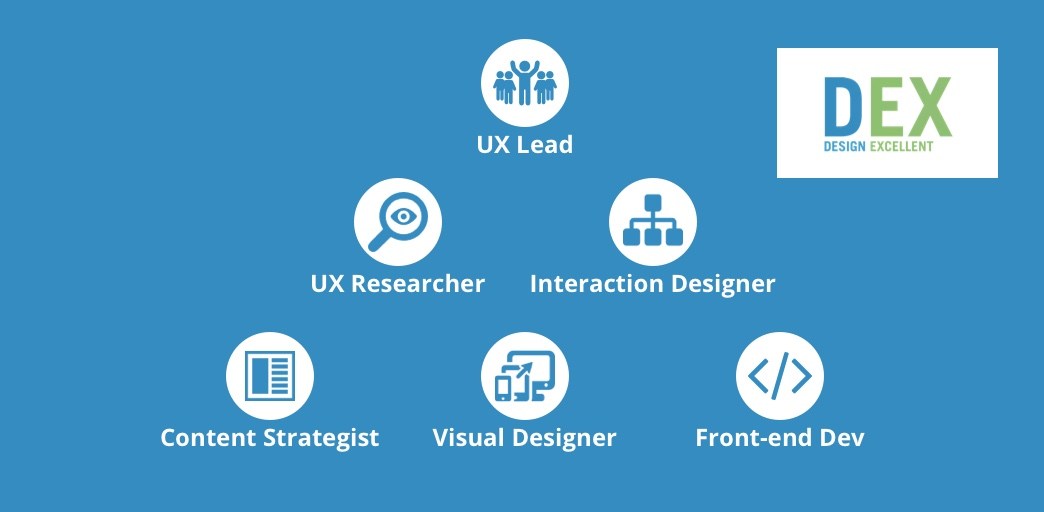 UX Lead
DEX
DESIGN EXCELLENT
UX Researcher
Interaction Designer
Content Strategist
Visual Designer
Front-end Dev